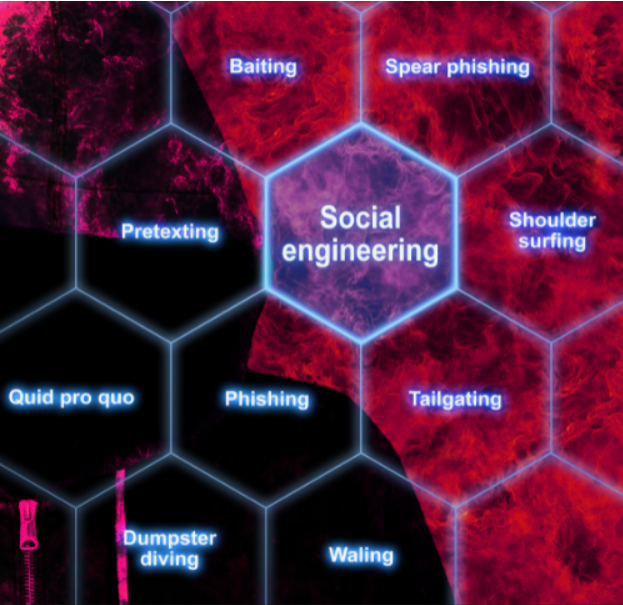 Baiting
Spear phishing
Pretexting
Social
engineering
Shoulder
surfing
Quid pro quo
Phishing
Tailgating
Dumpster
diving
Waling